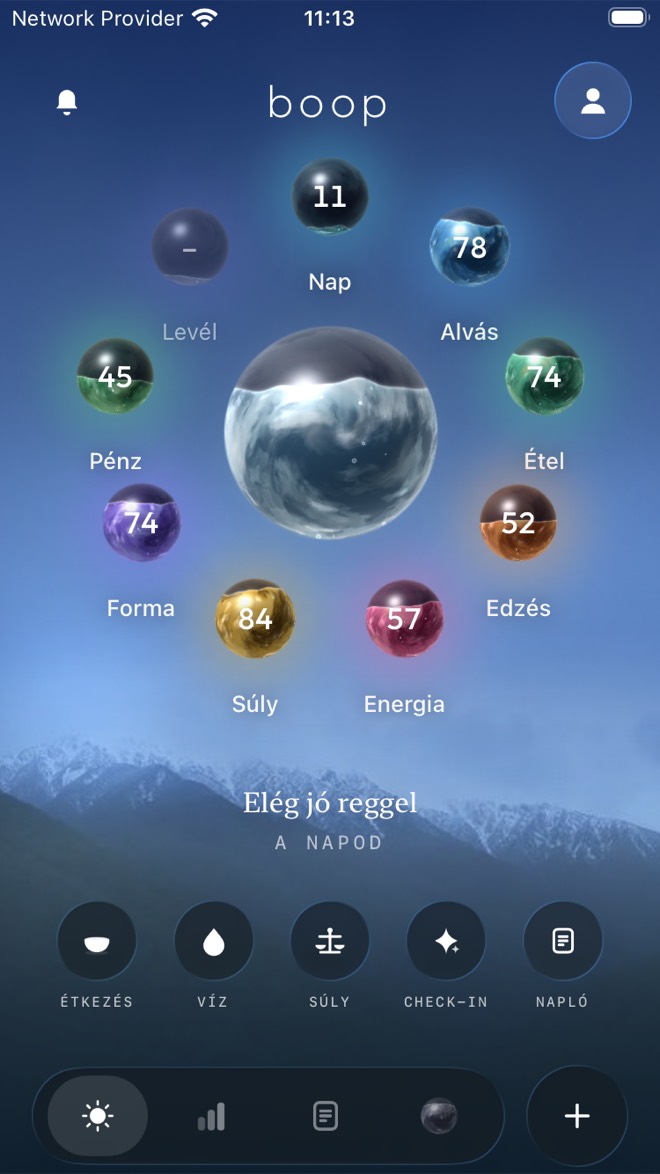 Network Provider 11:13
boop
11
Nap
–
Levél
78
Alvás
45
Pénz
74
Étel
74
Forma
52
Edzés
84
Súly
57
Energia
Elég jó reggel
A NAPOD
ÉTKEZÉS VÍZ SÚLY CHECK-IN NAPLÓ